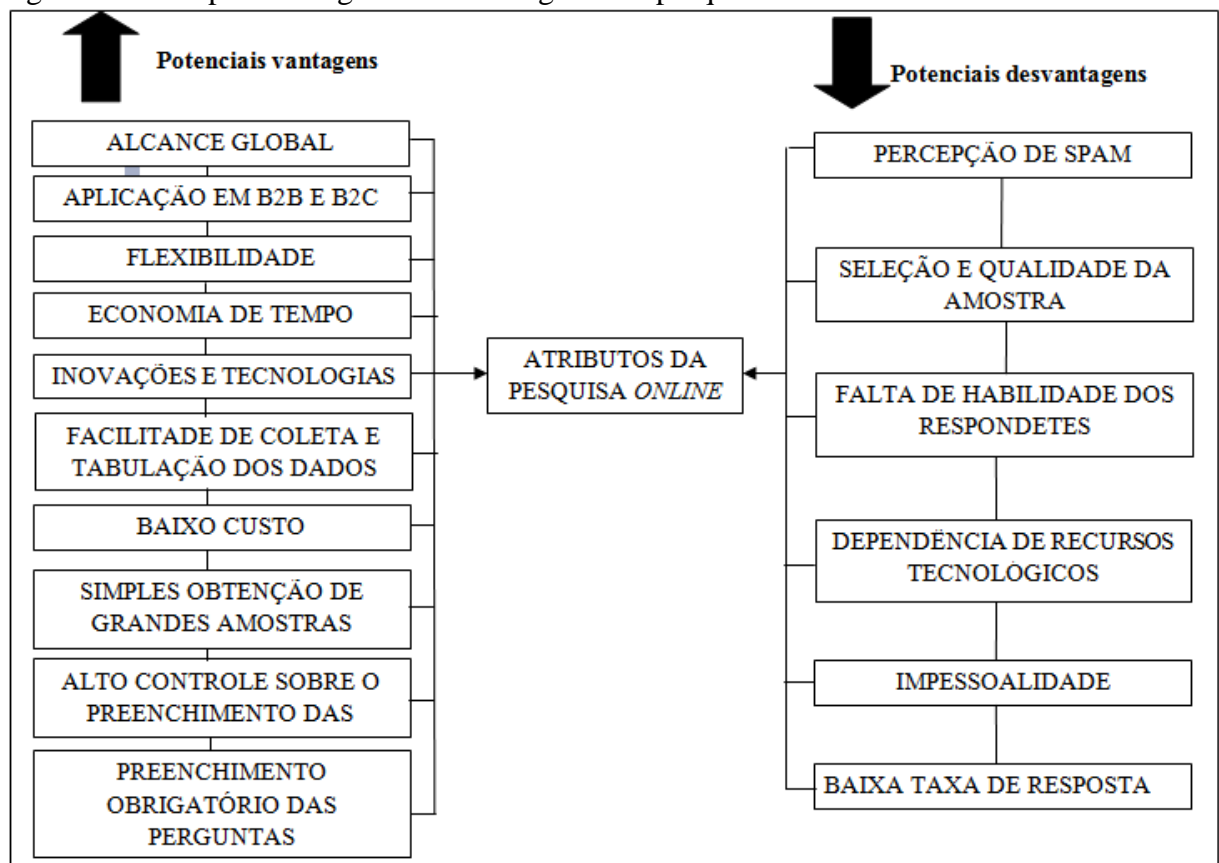 Potenciais vantagens
ALCANCE GLOBAL
APLICAÇÃO EM B2B E B2C
FLEXIBILIDADE
ECONOMIA DE TEMPO
INOVAÇÕES E TECNOLOGIAS
FACILITADE DE COLETA E
TABULAÇÃO DOS DADOS
BAIXO CUSTO
SIMPLES OBTENÇÃO DE
GRANDES AMOSTRAS
ALTO CONTROLE SOBRE O
PREENCHIMENTO DAS
PREENCHIMENTO
OBRIGATÓRIO DAS
PERGUNTAS
ATRIBUTOS DA
PESQUISA ONLINE
Potenciais desvantagens
PERCEPÇÃO DE SPAM
SELEÇÃO E QUALIDADE DA
AMOSTRA
FALTA DE HABILIDADE DOS
RESPONDETES
DEPENDÊNCIA DE RECURSOS
TECNOLÓGICOS
IMPESSOALIDADE
BAIXA TAXA DE RESPOSTA